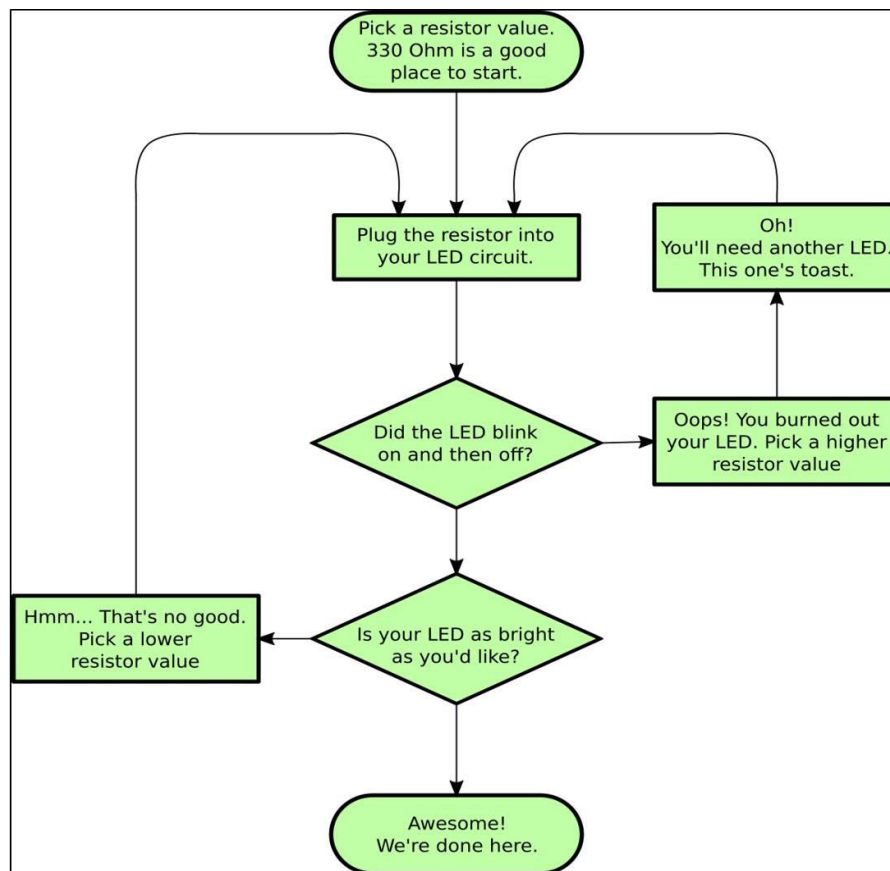 Pick a resistor value.
330 Ohm is a good
place to start.
Plug the resistor into
your LED circuit.
Oh!
You'll need another LED.
This one's toast.
Did the LED blink
on and then off?
Oops! You burned out
your LED. Pick a higher
resistor value
Hmm... That's no good.
Pick a lower
resistor value
Is your LED as bright
as you'd like?
Awesome!
We're done here.